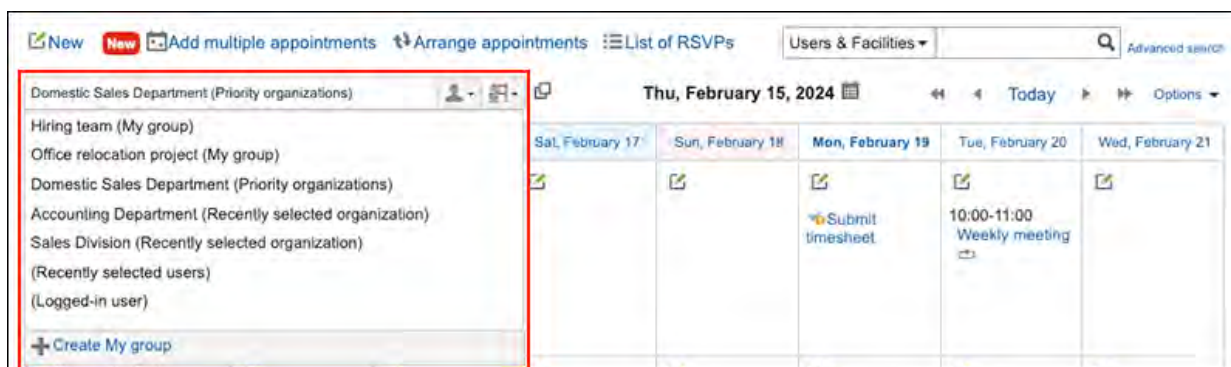 New New Add multiple appointments Arrange appointments List of RSVPs Users & Facilities Advanced search
Domestic Sales Department (Priority organizations) Thu, February 15, 2024 Today Options
Hiring team (My group)
Office relocation project (My group)
Domestic Sales Department (Priority organizations)
Accounting Department (Recently selected organization)
Sales Division (Recently selected organization)
(Recently selected users)
(Logged-in user)
Create My group
Sat, February 17 Sun, February 18 Mon, February 19 Tue, February 20 Wed, February 21
Submit
timesheet
10:00-11:00
Weekly meeting